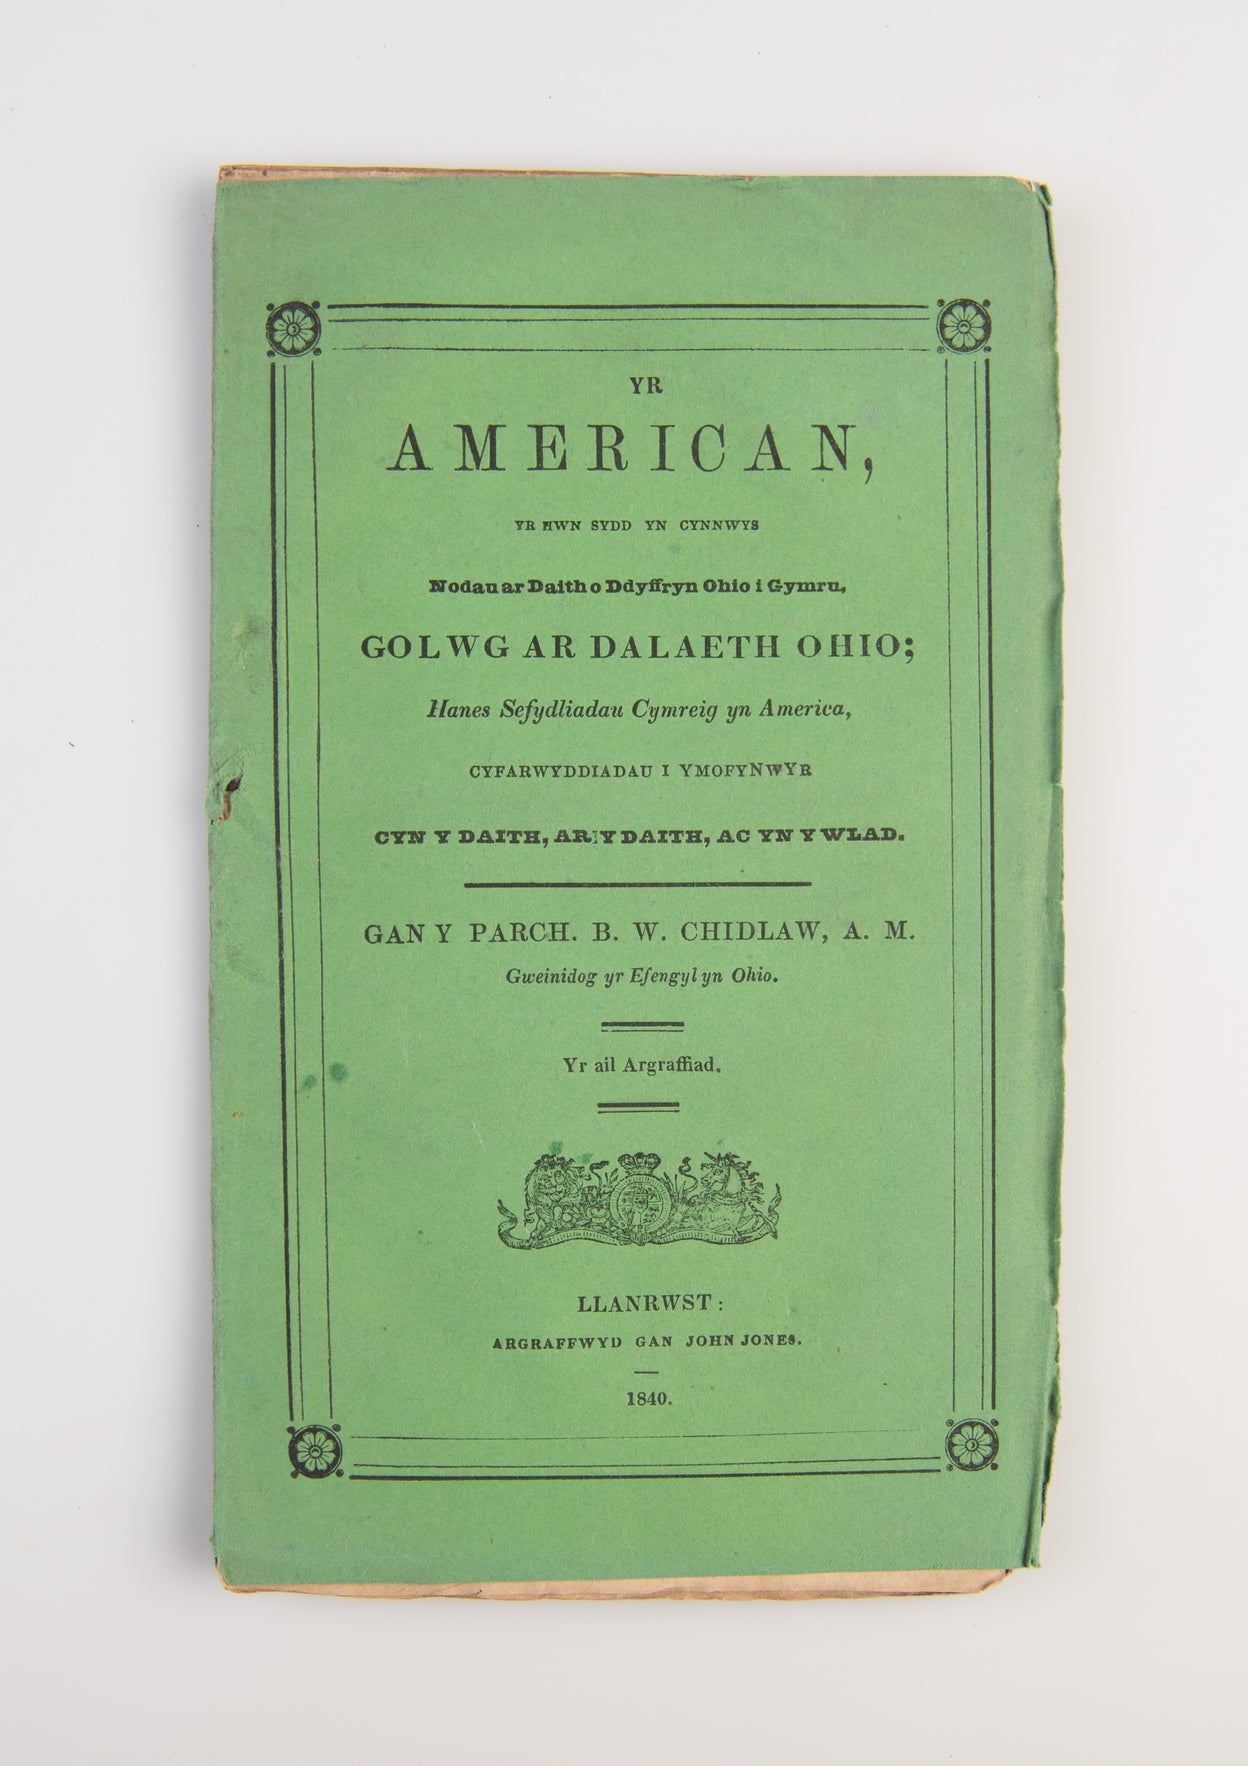 YR
AMERICAN,
YR HWN SYDD YN CYNNWYS
Nodau ar Daith o Ddyffryn Ohio i Gymru,
GOLWG AR DALAETH OHIO;
Hanes Sefydliadau Cymreig yn America,
CYFARWYDDIADAU I YMOFYNWYR
CYN Y DAITH, AR Y DAITH, AC YN Y WLAD.
GAN Y PARCH. B. W. CHIDLAW, A. M.
Gweinidog yr Efengyl yn Ohio.
Yr ail Argraffiad.
LLANRWST:
ARGRAFFWYD GAN JOHN JONES.
1840.